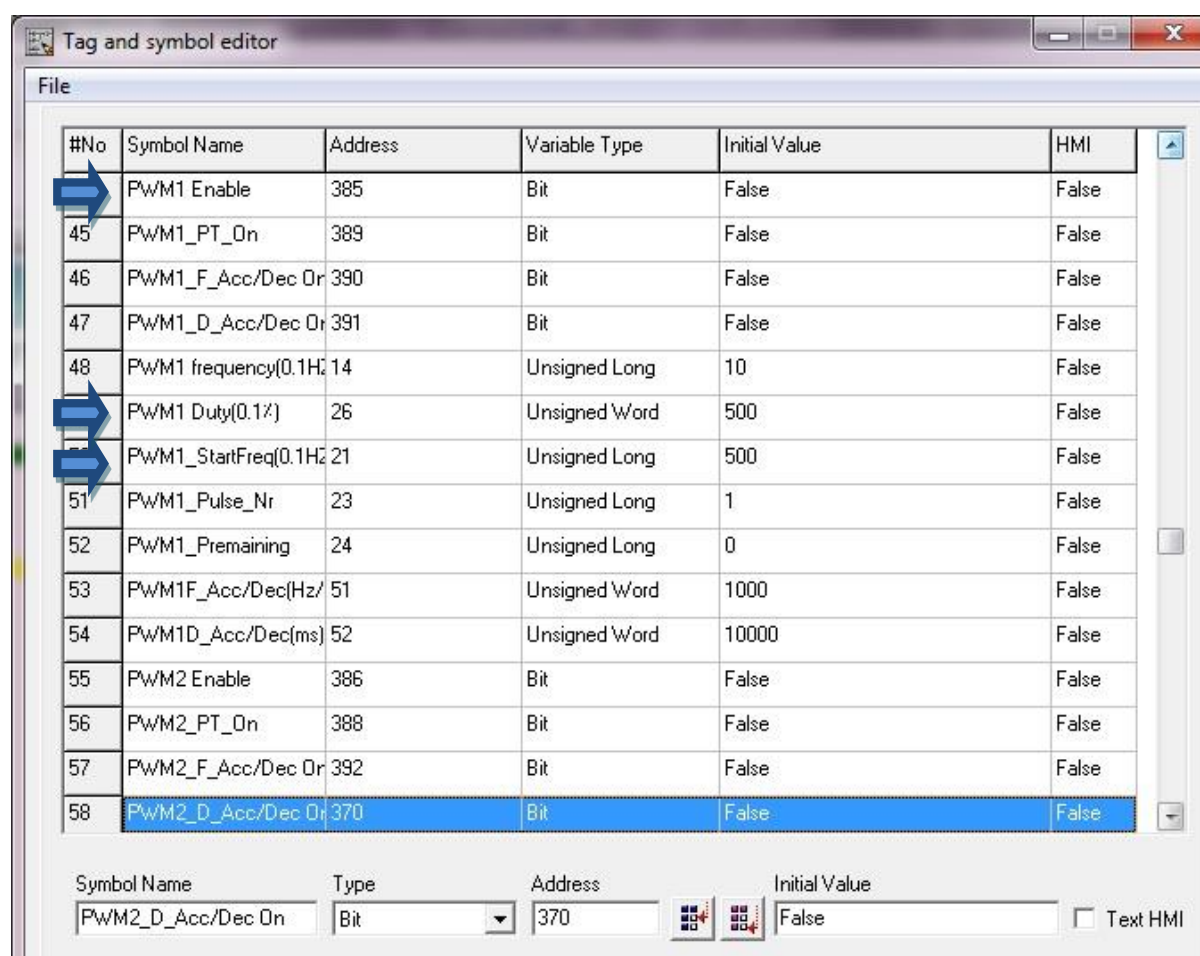 Tag and symbol editor
File
#No Symbol Name Address Variable Type Initial Value HMI
PWM1 Enable 385 Bit False False
45 PWM1_PT_On 389 Bit False False
46 PWM1_F_Acc/Dec Or 390 Bit False False
47 PWM1_D_Acc/Dec Or 391 Bit False False
48 PWM1 frequency(0.1HZ 14 Unsigned Long 10 False
PWM1 Duty(0.1%) 26 Unsigned Word 500 False
PWM1_StartFreq(0.1HZ 21 Unsigned Long 500 False
51 PWM1_Pulse_Nr 23 Unsigned Long 1 False
52 PWM1_Premaining 24 Unsigned Long 0 False
53 PWM1F_Acc/Dec(Hz/ 51 Unsigned Word 1000 False
54 PWM1D_Acc/Dec(ms) 52 Unsigned Word 10000 False
55 PWM2 Enable 386 Bit False False
56 PWM2_PT_On 388 Bit False False
57 PWM2_F_Acc/Dec Or 392 Bit False False
58 PWM2_D_Acc/Dec Or 370 Bit False False
Symbol Name Type Address Initial Value
PWM2_D_Acc/Dec On Bit 370 False Text HMI